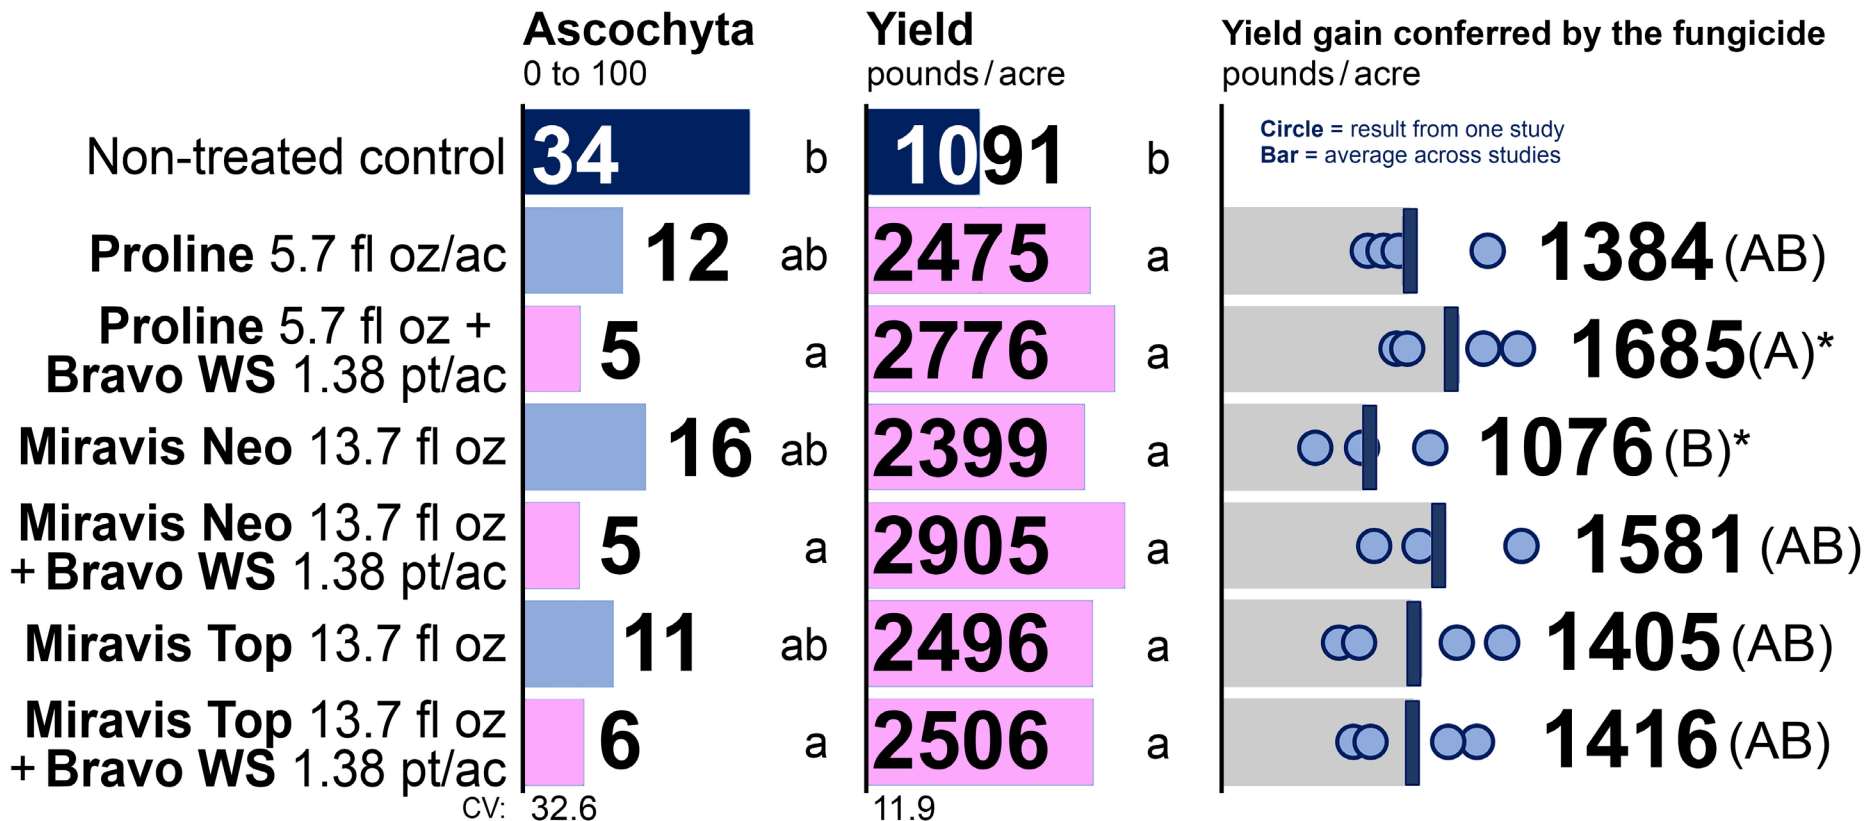 Ascochyta
0 to 100
Yield
pounds / acre
Yield gain conferred by the fungicide
pounds / acre
Circle = result from one study
Bar = average across studies
Non-treated control 34 b 1091 b
Proline 5.7 fl oz/ac 12 ab 2475 a 1384 (AB)
Proline 5.7 fl oz +
Bravo WS 1.38 pt/ac 5 a 2776 a 1685 (A)*
Miravis Neo 13.7 fl oz 16 ab 2399 a 1076 (B)*
Miravis Neo 13.7 fl oz
+ Bravo WS 1.38 pt/ac 5 a 2905 a 1581 (AB)
Miravis Top 13.7 fl oz 11 ab 2496 a 1405 (AB)
Miravis Top 13.7 fl oz
+ Bravo WS 1.38 pt/ac 6 a 2506 a 1416 (AB)
CV: 32.6 11.9